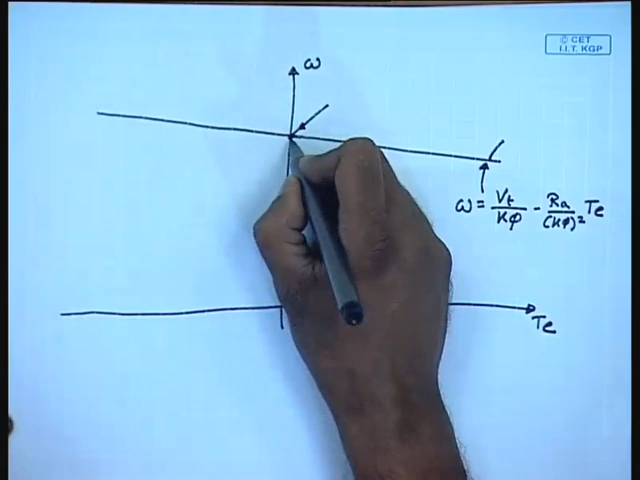 © CET
I.I.T. KGP
ω
ω = Vt/Kφ - Ra/(Kφ)² Te
Te